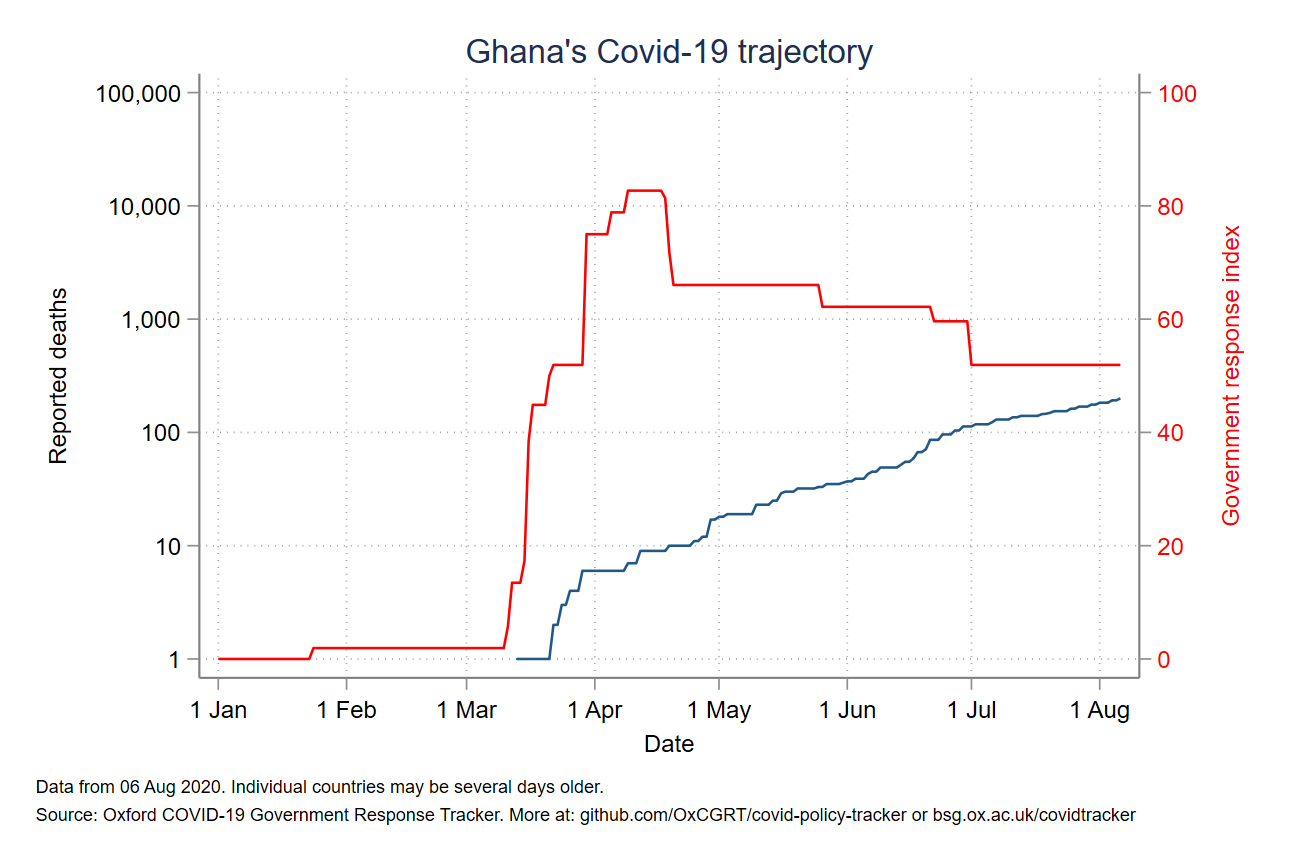 Ghana's Covid-19 trajectory
100,000
10,000
1,000
100
10
1
Reported deaths
100
80
60
40
20
0
Government response index
1 Jan 1 Feb 1 Mar 1 Apr 1 May 1 Jun 1 Jul 1 Aug
Date
Data from 06 Aug 2020. Individual countries may be several days older.
Source: Oxford COVID-19 Government Response Tracker. More at: github.com/OxCGRT/covid-policy-tracker or bsg.ox.ac.uk/covidtracker